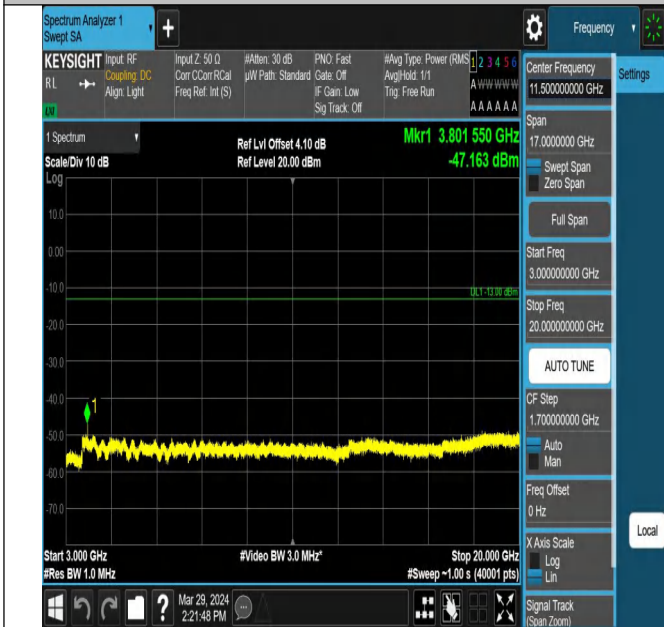 Spectrum Analyzer 1
Swept SA
+
Frequency
KEYSIGHT
RL
LXI
Input: RF
Coupling: DC
Align: Light
Input Z: 50 Ω
Corr CCorr RCal
Freq Ref: Int (S)
#Atten: 30 dB
µW Path: Standard
PNO: Fast
Gate: Off
IF Gain: Low
Sig Track: Off
#Avg Type: Power (RMS
Avg|Hold: 1/1
Trig: Free Run
1 2 3 4 5 6
A W W W W W
A A A A A A
1 Spectrum
Scale/Div 10 dB
Log
Ref Lvl Offset 4.10 dB
Ref Level 20.00 dBm
Mkr1 3.801 550 GHz
-47.163 dBm
10.0
0.00
-10.0
DL1 -13.00 dBm
-20.0
-30.0
-40.0
1
-50.0
-60.0
-70.0
Start 3.000 GHz
#Res BW 1.0 MHz
#Video BW 3.0 MHz*
Stop 20.000 GHz
#Sweep ~1.00 s (40001 pts)
?
Mar 29, 2024
2:21:48 PM
Center Frequency
11.500000000 GHz
Settings
Span
17.0000000 GHz
Swept Span
Zero Span
Full Span
Start Freq
3.000000000 GHz
Stop Freq
20.000000000 GHz
AUTO TUNE
CF Step
1.700000000 GHz
Auto
Man
Freq Offset
0 Hz
Local
X Axis Scale
Log
Lin
Signal Track
(Span Zoom)